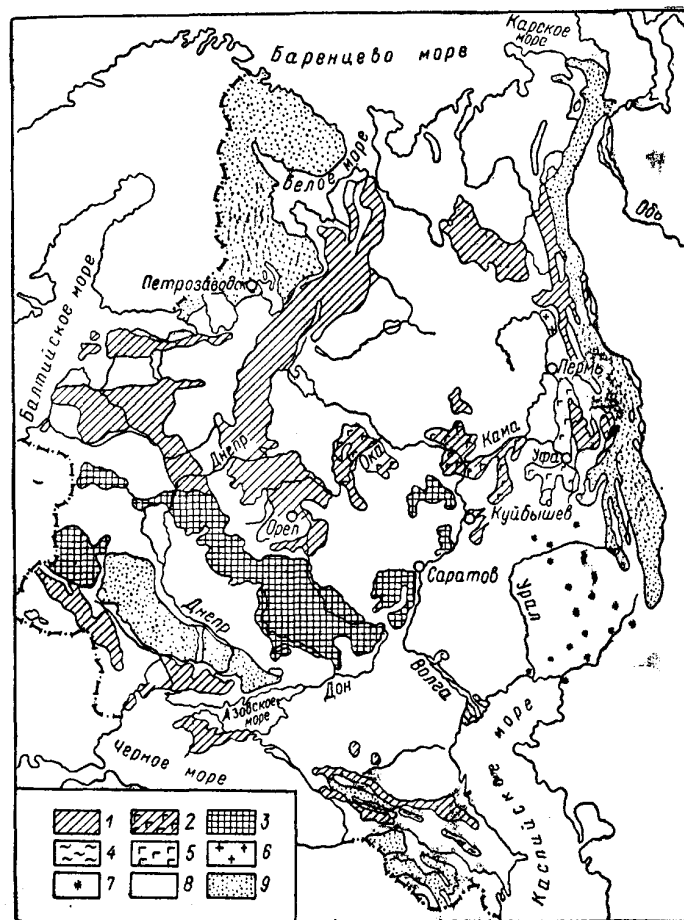 Карское
море
Баренцево море
Белое море
Обь
Петрозаводск
Балтийское море
Пермь
Кама
Днепр
Ока
Уфа
Орел
Куйбышев
Саратов
Урал
Днепр
Волга
Дон
Азовское
море
Черное море
Каспийское море
1 2 3
4 5 6
7 8 9